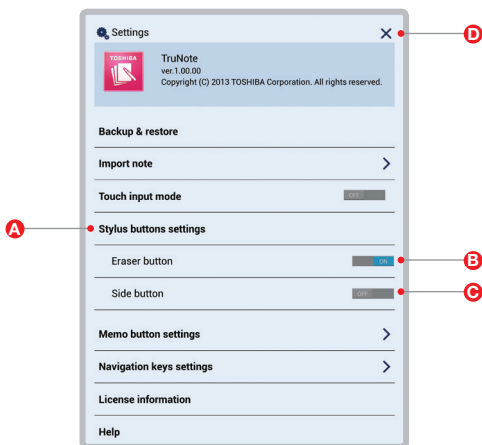 Settings
D
TOSHIBA
TruNote
ver.1.00.00
Copyright (C) 2013 TOSHIBA Corporation. All rights reserved.
Backup & restore
Import note
Touch input mode
OFF
A
Stylus buttons settings
Eraser button
ON
B
Side button
OFF
C
Memo button settings
Navigation keys settings
License information
Help